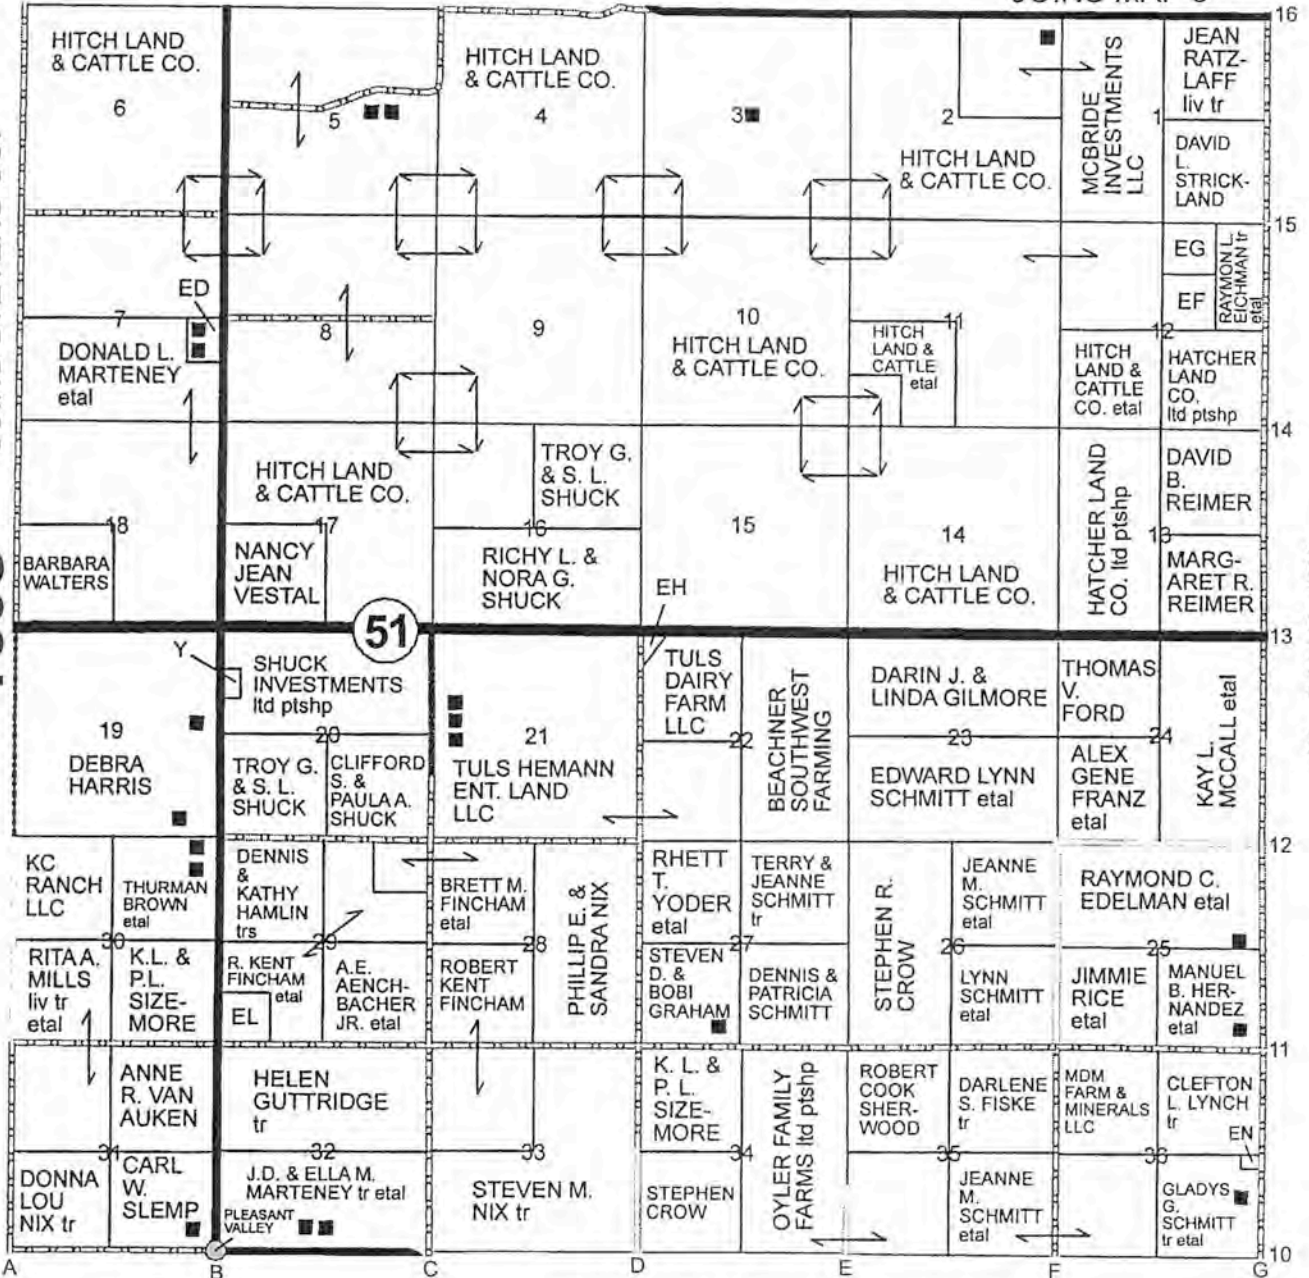 16
HITCH LAND
& CATTLE CO.
6
5
HITCH LAND
& CATTLE CO.
4
3
2
HITCH LAND
& CATTLE CO.
MCBRIDE
INVESTMENTS
LLC
1
JEAN
RATZ-
LAFF
liv tr
DAVID
L.
STRICK-
LAND
15
ED
7
DONALD L.
MARTENEY
etal
8
9
10
HITCH LAND
& CATTLE CO.
11
HITCH
LAND &
CATTLE
etal
EG
EF
RAYMON L.
EICHMAN tr
etal
12
HITCH
LAND &
CATTLE
CO. etal
HATCHER
LAND
CO.
ltd ptshp
14
18
BARBARA
WALTERS
HITCH LAND
& CATTLE CO.
17
NANCY
JEAN
VESTAL
TROY G.
& S. L.
SHUCK
16
RICHY L. &
NORA G.
SHUCK
15
14
HITCH LAND
& CATTLE CO.
HATCHER LAND
CO. ltd ptshp
DAVID
B.
REIMER
13
MARG-
ARET R.
REIMER
EH
51
13
Y
19
DEBRA
HARRIS
SHUCK
INVESTMENTS
ltd ptshp
20
TROY G.
& S. L.
SHUCK
CLIFFORD
S. &
PAULA A.
SHUCK
21
TULS HEMANN
ENT. LAND
LLC
TULS
DAIRY
FARM
LLC
22
BEACHNER
SOUTHWEST
FARMING
DARIN J. &
LINDA GILMORE
23
EDWARD LYNN
SCHMITT etal
THOMAS
V.
FORD
24
ALEX
GENE
FRANZ
etal
KAY L.
MCCALL etal
12
KC
RANCH
LLC
THURMAN
BROWN
etal
30
RITA A.
MILLS
liv tr
etal
K.L. &
P.L.
SIZE-
MORE
DENNIS
&
KATHY
HAMLIN
trs
29
R. KENT
FINCHAM
etal
EL
A.E.
AENCH-
BACHER
JR. etal
BRETT M.
FINCHAM
etal
28
ROBERT
KENT
FINCHAM
PHILLIP E. &
SANDRA NIX
RHETT
T.
YODER
etal
TERRY &
JEANNE
SCHMITT
tr
27
STEVEN
D. &
BOBI
GRAHAM
DENNIS &
PATRICIA
SCHMITT
STEPHEN R.
CROW
JEANNE
M.
SCHMITT
etal
26
LYNN
SCHMITT
etal
RAYMOND C.
EDELMAN etal
25
JIMMIE
RICE
etal
MANUEL
B. HER-
NANDEZ
etal
11
ANNE
R. VAN
AUKEN
31
DONNA
LOU
NIX tr
CARL
W.
SLEMP
HELEN
GUTTRIDGE
tr
32
J.D. & ELLA M.
MARTENEY tr etal
PLEASANT
VALLEY
33
STEVEN M.
NIX tr
K. L. &
P. L.
SIZE-
MORE
34
STEPHEN
CROW
OYLER FAMILY
FARMS ltd ptshp
ROBERT
COOK
SHER-
WOOD
DARLENE
S. FISKE
tr
35
JEANNE
M.
SCHMITT
etal
MDM
FARM &
MINERALS
LLC
CLEFTON
L. LYNCH
tr
EN
36
GLADYS
G.
SCHMITT
tr etal
10
A
B
C
D
E
F
G